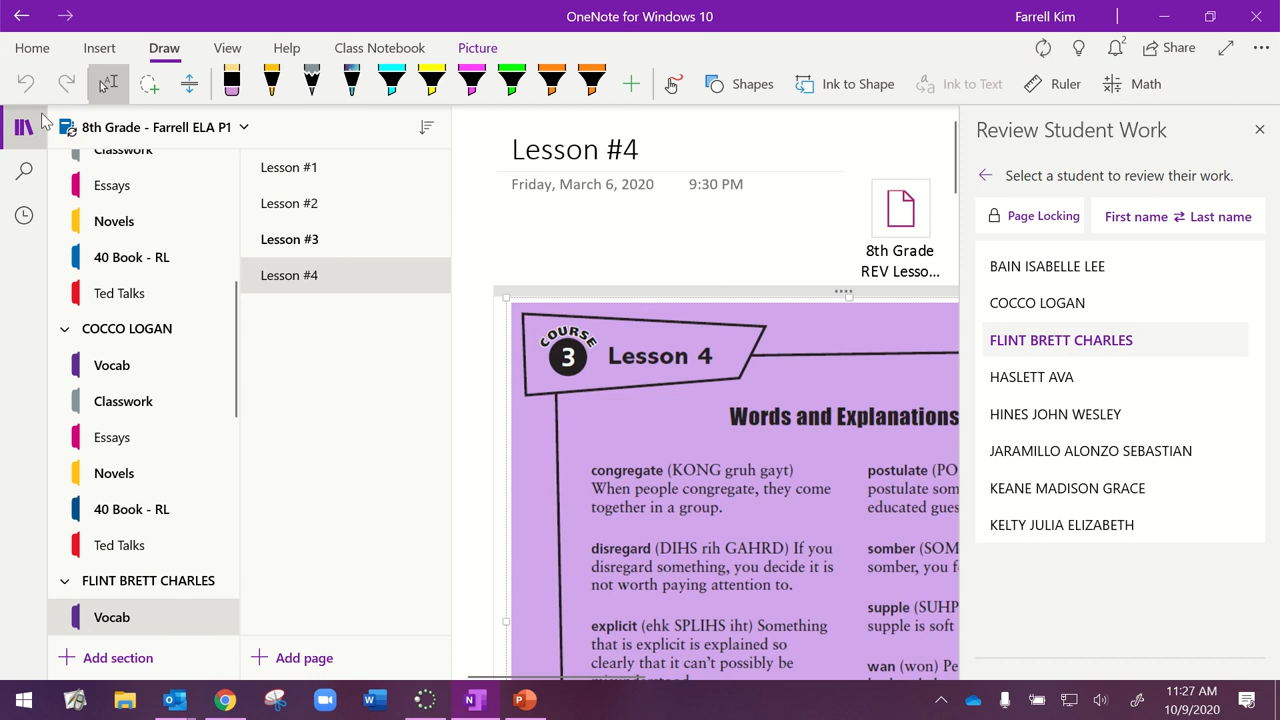 OneNote for Windows 10
Farrell Kim
Home
Insert
Draw
View
Help
Class Notebook
Picture
2
Share
Shapes
Ink to Shape
Ink to Text
Ruler
Math
8th Grade - Farrell ELA P1
Classwork
Essays
Novels
40 Book - RL
Ted Talks
COCCO LOGAN
Vocab
Classwork
Essays
Novels
40 Book - RL
Ted Talks
FLINT BRETT CHARLES
Vocab
Add section
Lesson #1
Lesson #2
Lesson #3
Lesson #4
Add page
Lesson #4
Friday, March 6, 2020
9:30 PM
8th Grade
REV Lesso...
COURSE
3
Lesson 4
Words and Explanations
congregate (KONG gruh gayt)
When people congregate, they come
together in a group.
disregard (DIHS rih GAHRD) If you
disregard something, you decide it is
not worth paying attention to.
explicit (ehk SPLIHS iht) Something
that is explicit is explained so
clearly that it can't possibly be
postulate (PO
postulate som
educated gues
somber (SOM
somber, you f
supple (SUHP
supple is soft
wan (won) Pe
Review Student Work
Select a student to review their work.
Page Locking
First name ⇄ Last name
BAIN ISABELLE LEE
COCCO LOGAN
FLINT BRETT CHARLES
HASLETT AVA
HINES JOHN WESLEY
JARAMILLO ALONZO SEBASTIAN
KEANE MADISON GRACE
KELTY JULIA ELIZABETH
11:27 AM
10/9/2020